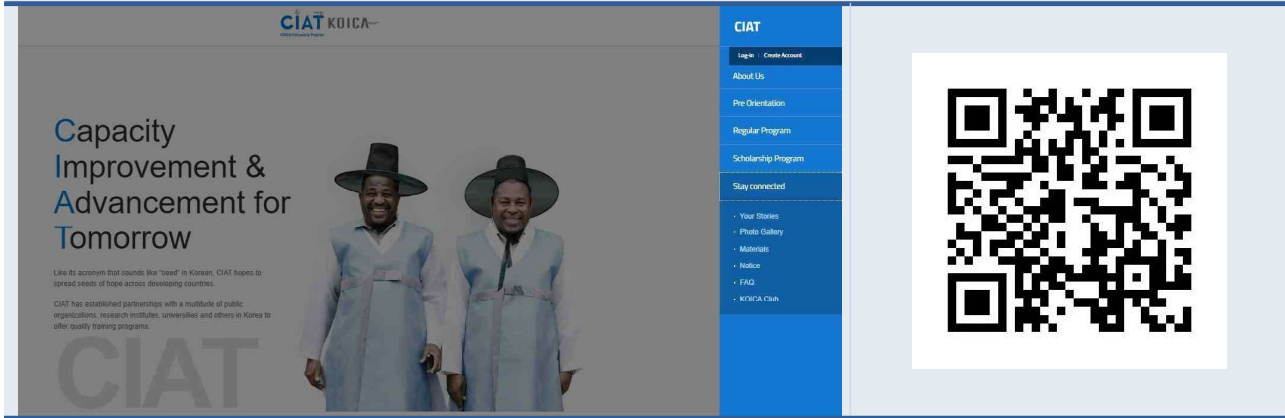 CIAT KOICA
KOICA Fellowship Program
Capacity
Improvement &
Advancement for
Tomorrow
Like its acronym that sounds like "seed" in Korean, CIAT hopes to
spread seeds of hope across developing countries.
CIAT has established partnerships with a multitude of public
organizations, research institutes, universities and others in Korea to
offer quality training programs.
CIAT
CIAT
Log-in | Create Account
About Us
Pre Orientation
Regular Program
Scholarship Program
Stay connected
· Your Stories
· Photo Gallery
· Materials
· Notice
· FAQ
· KOICA Club